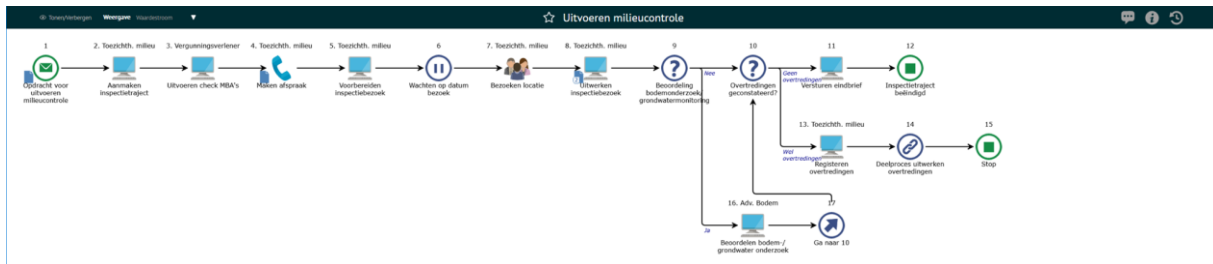 Tonen/Verbergen Weergave Waardestroom
Uitvoeren milieucontrole
1
Opdracht voor
uitvoeren
milieucontrole
2. Toezichth. milieu
Aanmaken
inspectietraject
3. Vergunningsverlener
Uitvoeren check MBA's
4. Toezichth. milieu
Maken afspraak
5. Toezichth. milieu
Voorbereiden
inspectiebezoek
6
Wachten op datum
bezoek
7. Toezichth. milieu
Bezoeken locatie
8. Toezichth. milieu
Uitwerken
inspectiebezoek
9
Beoordeling
bodemonderzoek/
grondwatermonitoring
Nee
10
Overtredingen
geconstateerd?
Geen
overtredingen
11
Versturen eindbrief
12
Inspectietraject
beëindigd
Wel
overtredingen
13. Toezichth. milieu
Registeren
overtredingen
14
Deelproces uitwerken
overtredingen
15
Stop
Ja
16. Adv. Bodem
Beoordelen bodem-/
grondwater onderzoek
17
Ga naar 10